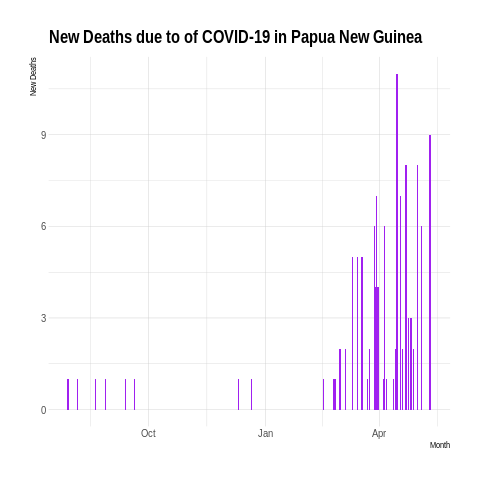 New Deaths due to of COVID-19 in Papua New Guinea
New Deaths
9
6
3
0
Oct Jan Apr
Month